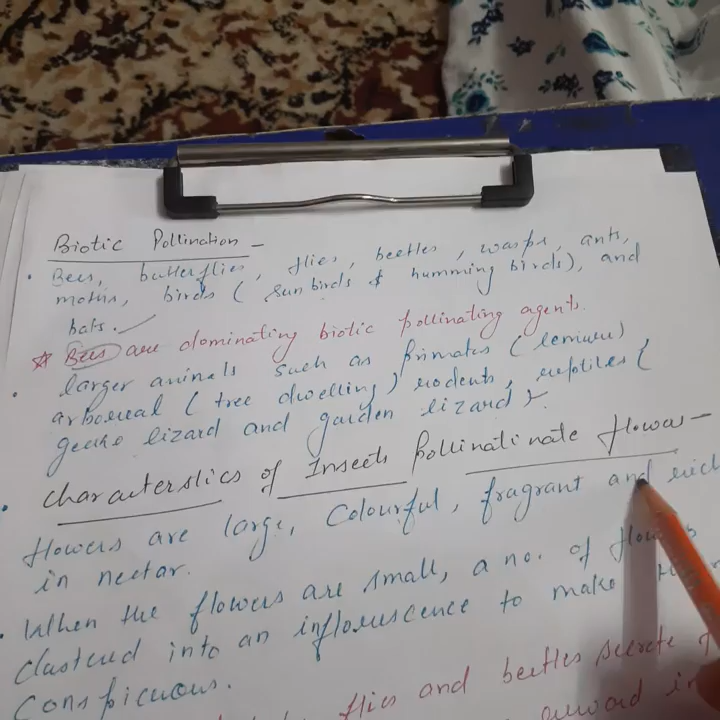 Biotic Pollination -
Bees, butterflies, flies, beetles, wasps, ants,
moths, birds (sunbirds & humming birds), and
bats.
☆ Bees are dominating biotic pollinating agent.
larger animals such as primates (lemurs),
arboreal (tree dwelling) rodents, reptiles (
gecko lizard and garden lizard).
Characterstics of Insects pollinatinate flower -
flowers are large, Colourful, fragrant and rich
in nectar.
When the flowers are small, a no. of flowers
clustered into an inflorescence to make
Conspicuous.
flies and beetles secrete